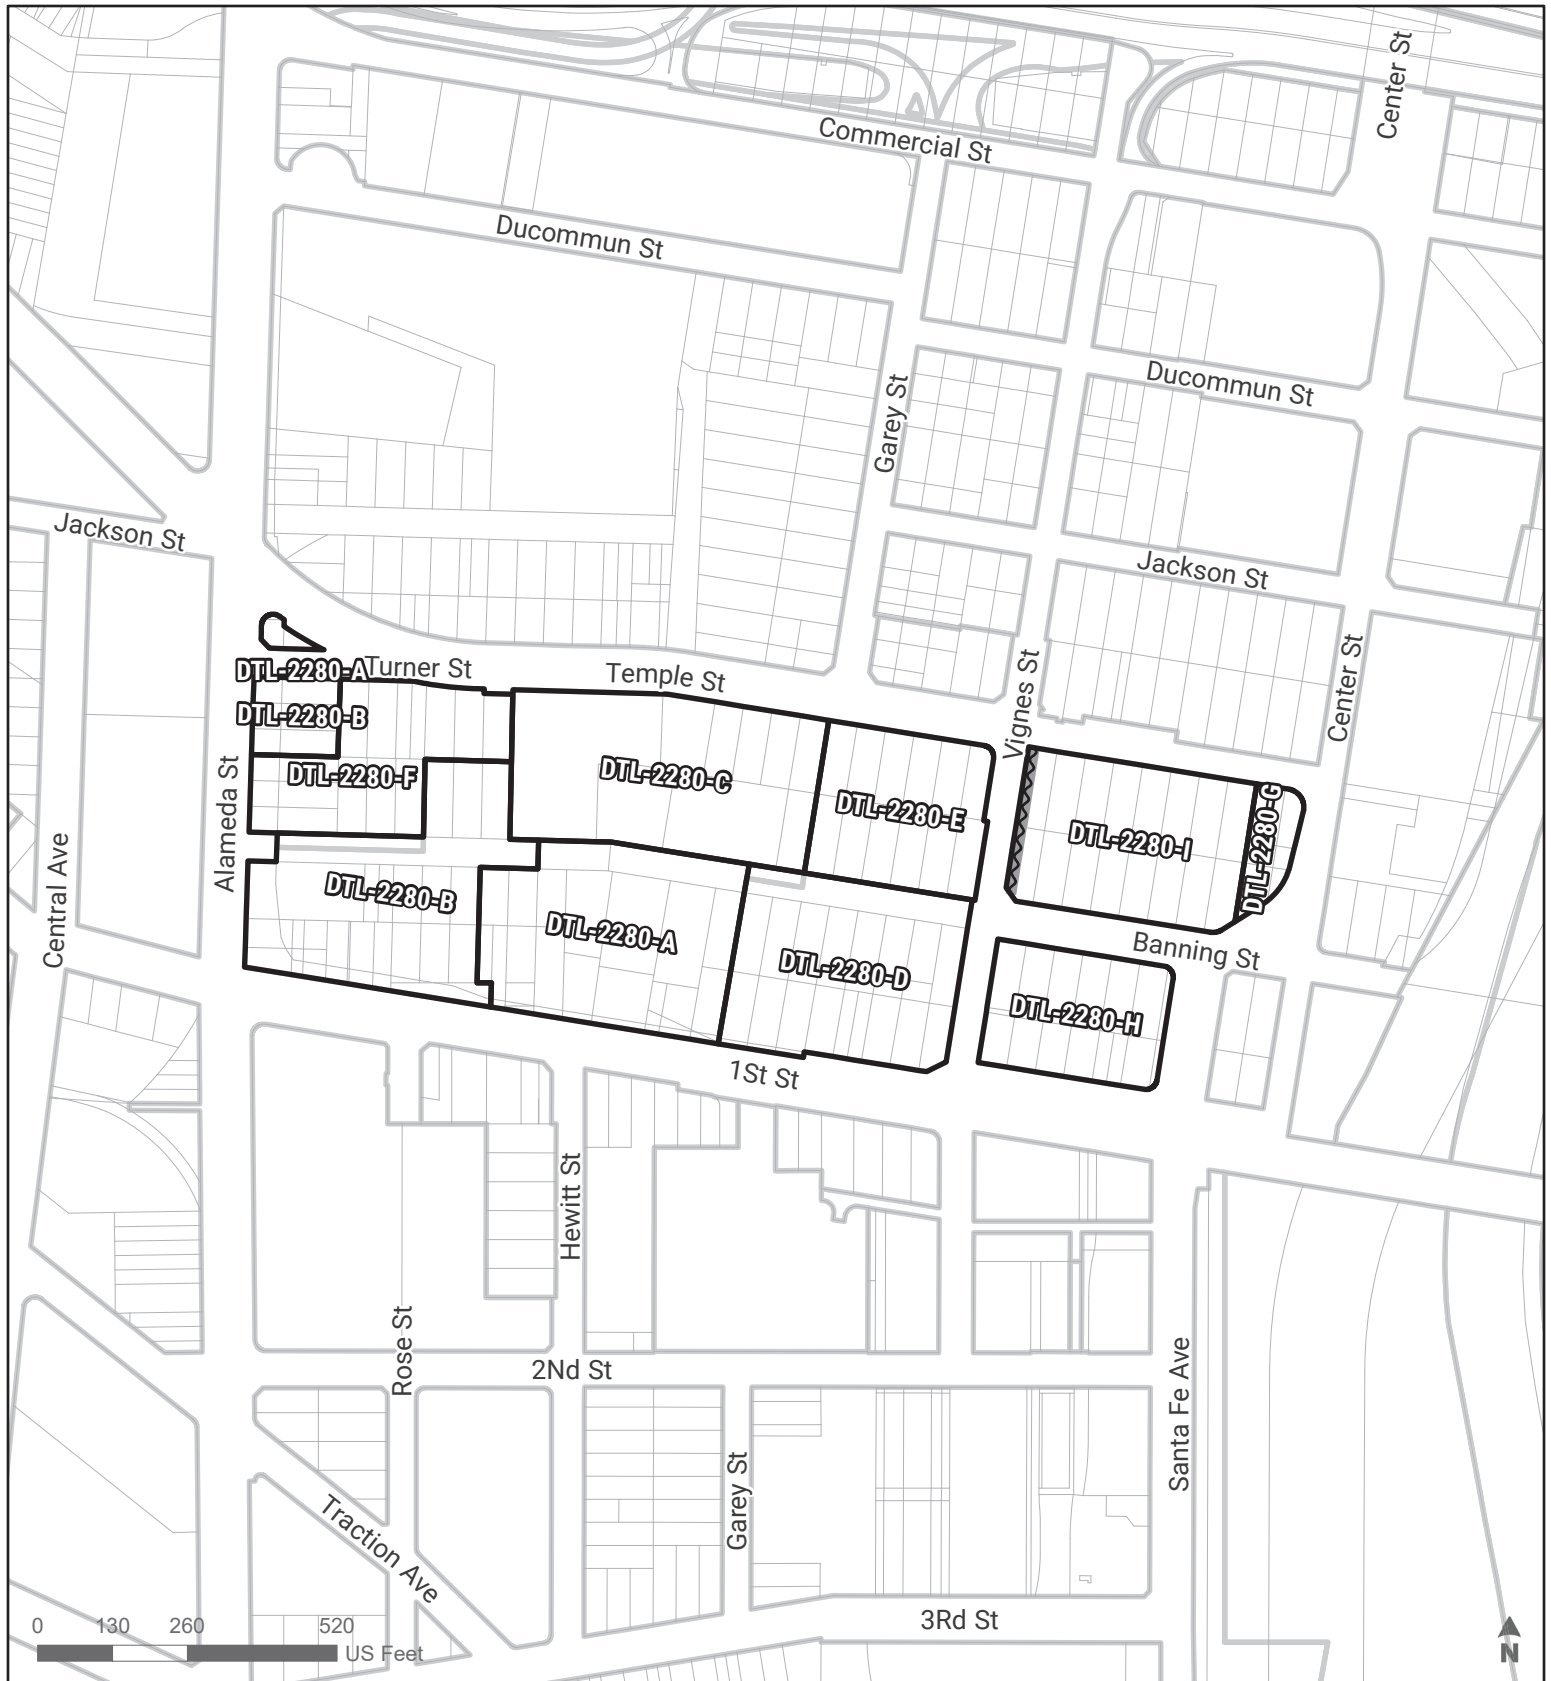 Center St
Commercial St
Ducommun St
Ducommun St
Garey St
Jackson St
Jackson St
Center St
Vignes St
DTL-2280-A
Turner St
Temple St
DTL-2280-B
DTL-2280-F
DTL-2280-C
DTL-2280-E
DTL-2280-I
DTL-2280-G
Alameda St
Central Ave
DTL-2280-B
DTL-2280-A
DTL-2280-D
Banning St
DTL-2280-H
1St St
Hewitt St
Rose St
2Nd St
Santa Fe Ave
Garey St
Traction Ave
3Rd St
0 130 260 520
US Feet
N